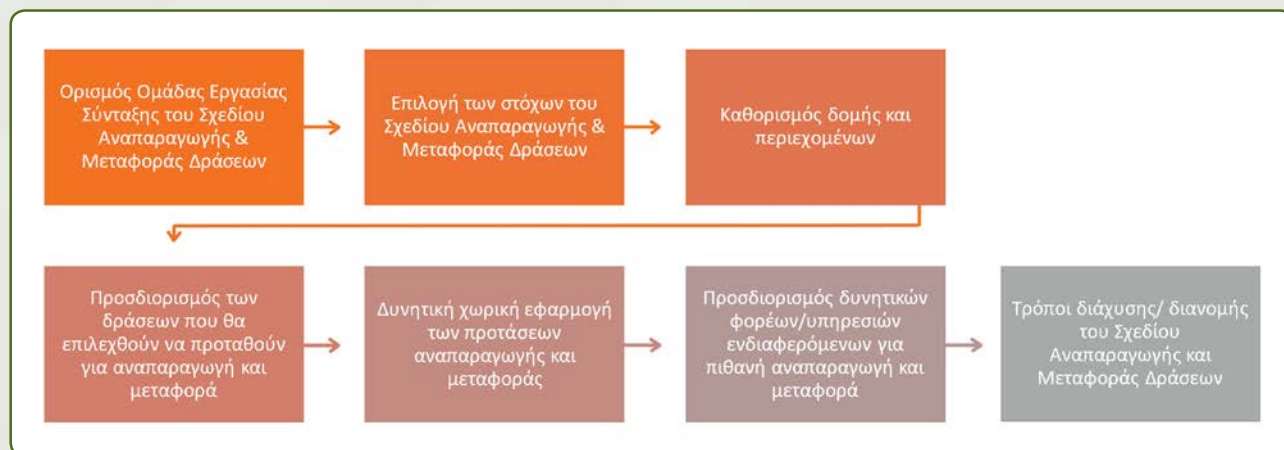 Ορισμός Ομάδας Εργασίας
Σύνταξης του Σχεδίου
Αναπαραγωγής &
Μεταφοράς Δράσεων
Επιλογή των στόχων του
Σχεδίου Αναπαραγωγής &
Μεταφοράς Δράσεων
Καθορισμός δομής και
περιεχομένων
Προσδιορισμός των
δράσεων που θα
επιλεχθούν να προταθούν
για αναπαραγωγή και
μεταφορά
Δυνητική χωρική εφαρμογή
των προτάσεων
αναπαραγωγής και
μεταφοράς
Προσδιορισμός δυνητικών
φορέων/υπηρεσιών
ενδιαφερόμενων για
πιθανή αναπαραγωγή και
μεταφορά
Τρόποι διάχυσης/ διανομής
του Σχεδίου
Αναπαραγωγής και
Μεταφοράς Δράσεων